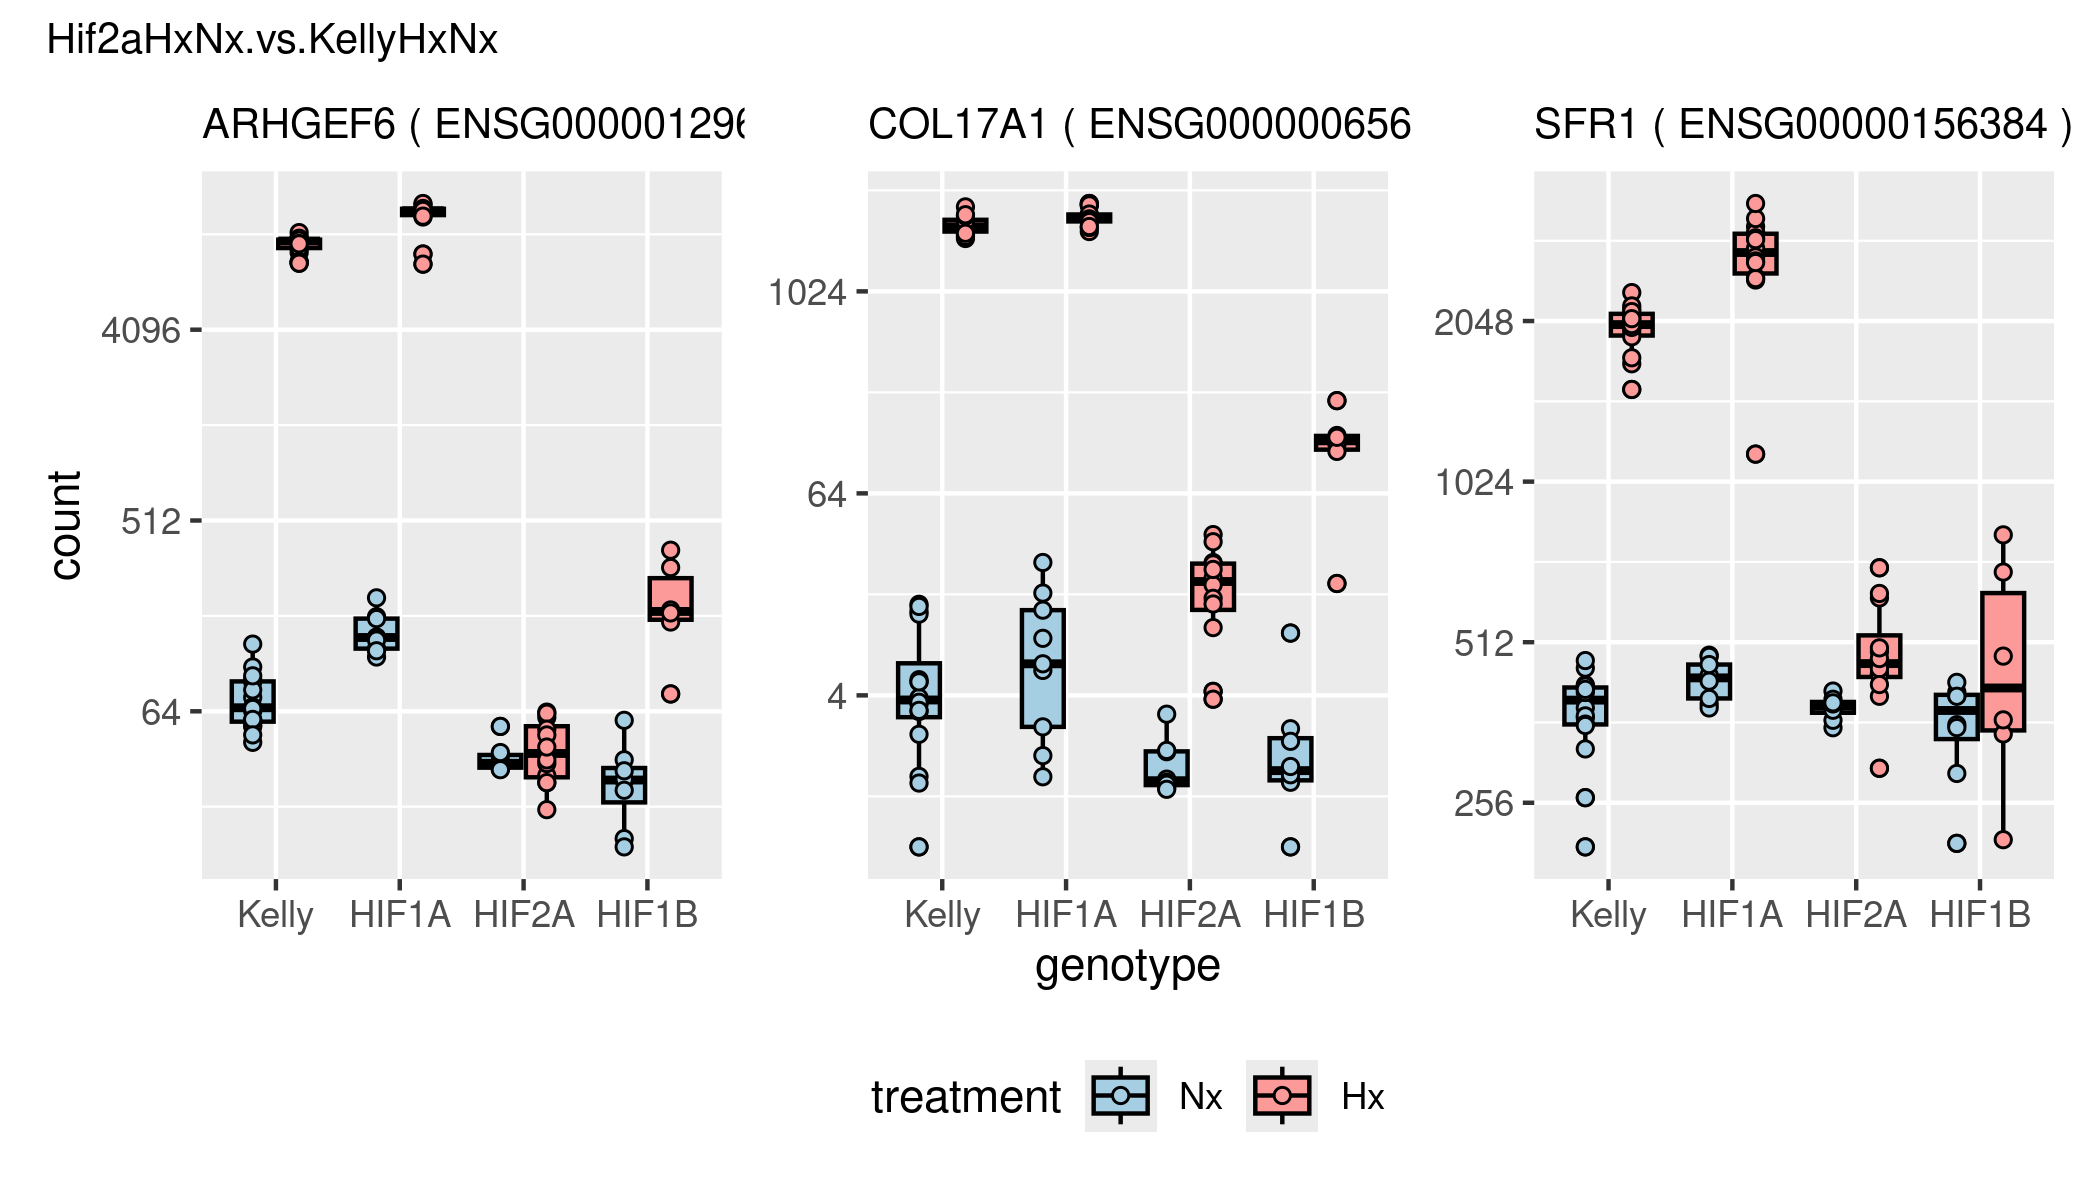 Hif2aHxNx.vs.KellyHxNx
ARHGEF6 ( ENSG00000129
COL17A1 ( ENSG000000656
SFR1 ( ENSG00000156384 )
count
4096
512
64
1024
64
4
2048
1024
512
256
Kelly HIF1A HIF2A HIF1B
Kelly HIF1A HIF2A HIF1B
Kelly HIF1A HIF2A HIF1B
genotype
treatment Nx Hx